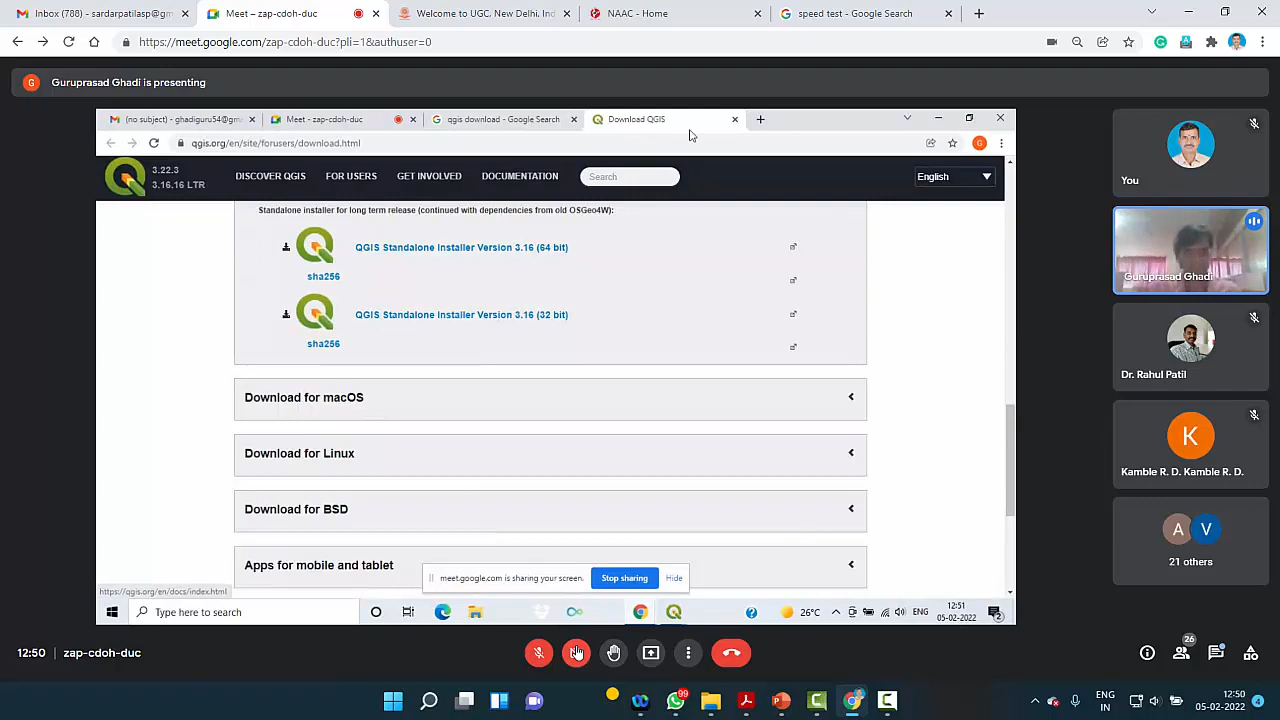 Inbox (788) - sardarpatilasp@gm
Meet – zap-cdoh-duc
Welcome to UGC, New Delhi, Ind
NAAC - Home
speed test - Google Search
https://meet.google.com/zap-cdoh-duc?pli=1&authuser=0
G
Guruprasad Ghadi is presenting
(no subject) - ghadiguru54@gm
Meet - zap-cdoh-duc
qgis download - Google Search
Download QGIS
qgis.org/en/site/forusers/download.html
G
3.22.3
3.16.16 LTR
DISCOVER QGIS
FOR USERS
GET INVOLVED
DOCUMENTATION
Search
English
Standalone installer for long term release (continued with dependencies from old OSGeo4W):
QGIS Standalone Installer Version 3.16 (64 bit)
sha256
QGIS Standalone Installer Version 3.16 (32 bit)
sha256
Download for macOS
Download for Linux
Download for BSD
Apps for mobile and tablet
meet.google.com is sharing your screen.
Stop sharing
Hide
https://qgis.org/en/docs/index.html
Type here to search
26°C
ENG
12:51
05-02-2022
2
You
Guruprasad Ghadi
Dr. Rahul Patil
K
Kamble R. D. Kamble R. D.
A
V
21 others
12:50 | zap-cdoh-duc
26
99
ENG
IN
12:50
05-02-2022